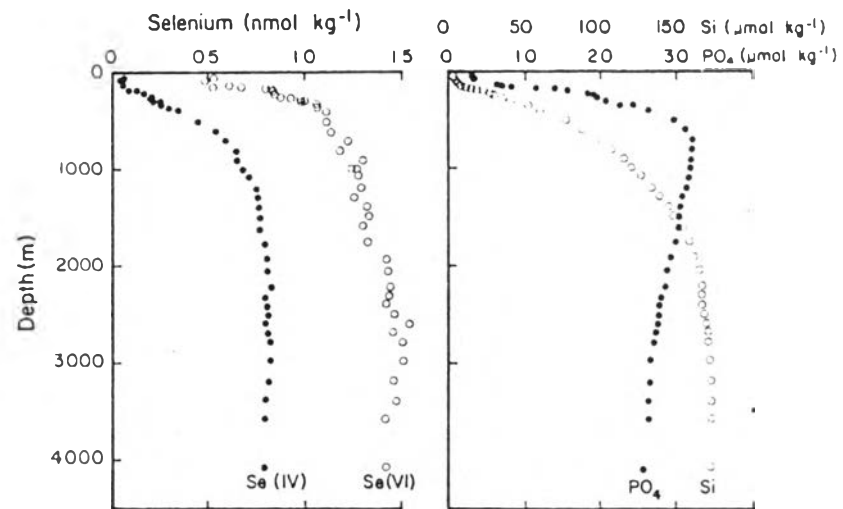 Selenium (nmol kg-1)
0 0.5 1.0 1.5
0 50 100 150 Si (μmol kg-1)
0 10 20 30 PO4 (μmol kg-1)
Depth (m)
0
1000
2000
3000
4000
Se (IV) Se (VI)
PO4 Si